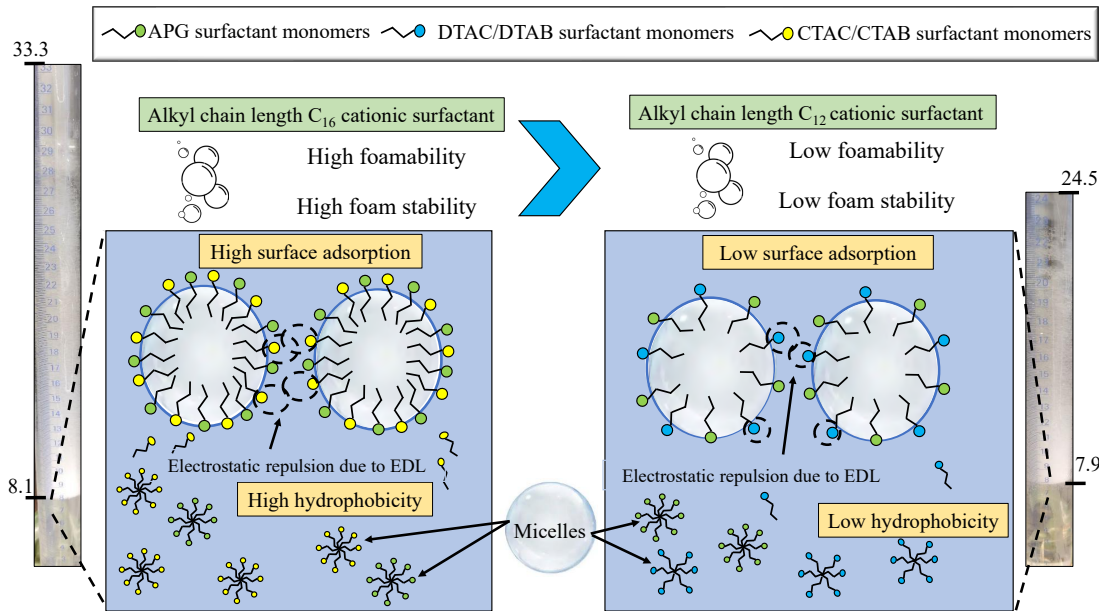 APG surfactant monomers
DTAC/DTAB surfactant monomers
CTAC/CTAB surfactant monomers
33.3
Alkyl chain length C₁₆ cationic surfactant
High foamability
High foam stability
Alkyl chain length C₁₂ cationic surfactant
Low foamability
Low foam stability
24.5
High surface adsorption
Low surface adsorption
Electrostatic repulsion due to EDL
Electrostatic repulsion due to EDL
8.1
7.9
High hydrophobicity
Micelles
Low hydrophobicity